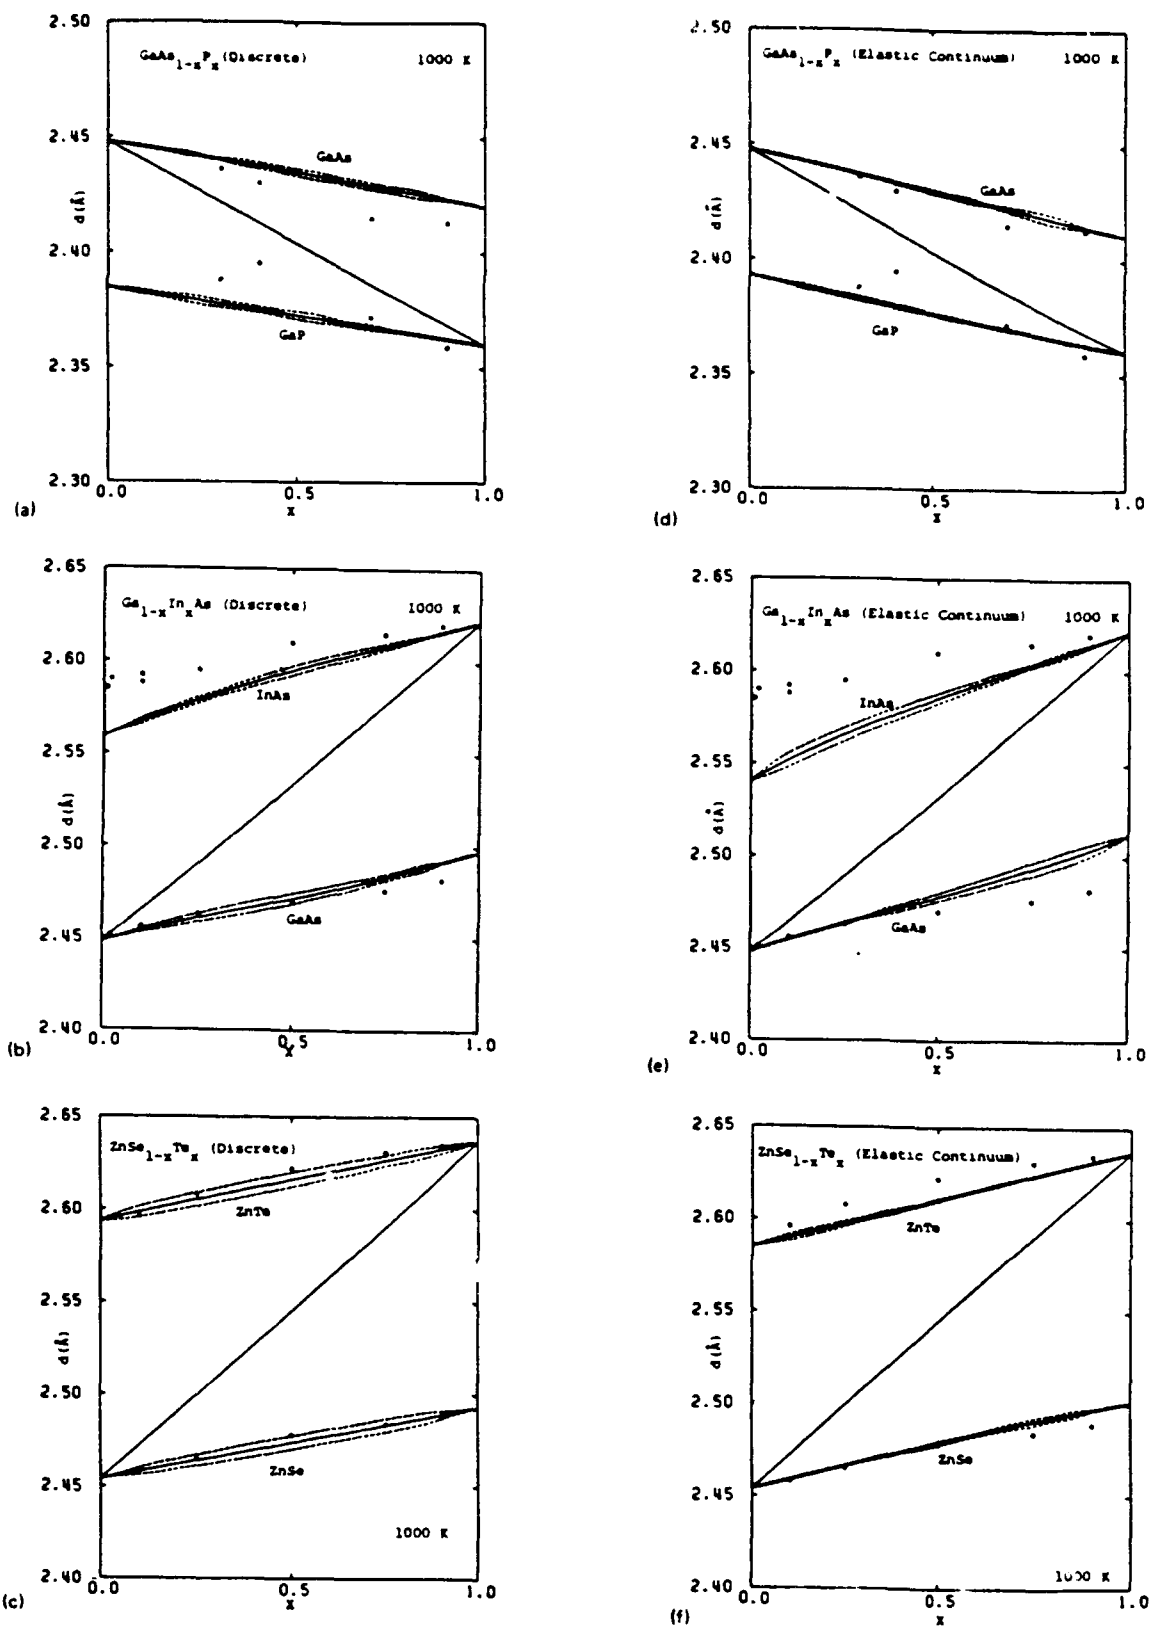 2.50
GaAs1-xPx (Discrete) 1000 K
2.45
GaAs
d(Å)
2.40
GaP
2.35
2.30
0.0 0.5 1.0
x
(a)
2.50
GaAs1-xPx (Elastic Continuum) 1000 K
2.45
GaAs
d(Å)
2.40
GaP
2.35
2.30
0.0 0.5 1.0
x
(d)
2.65
Ga1-xInxAs (Discrete) 1000 K
2.60
InAs
2.55
d(Å)
2.50
GaAs
2.45
2.40
0.0 0.5 1.0
x
(b)
2.65
Ga1-xInxAs (Elastic Continuum) 1000 K
2.60
InAs
2.55
d(Å)
2.50
GaAs
2.45
2.40
0.0 0.5 1.0
x
(e)
2.65
ZnSe1-xTex (Discrete)
2.60
ZnTe
2.55
d(Å)
2.50
ZnSe
2.45
1000 K
2.40
0.0 0.5 1.0
x
(c)
2.65
ZnSe1-xTex (Elastic Continuum)
2.60
ZnTe
2.55
d(Å)
2.50
ZnSe
2.45
1000 K
2.40
0.0 0.5 1.0
x
(f)